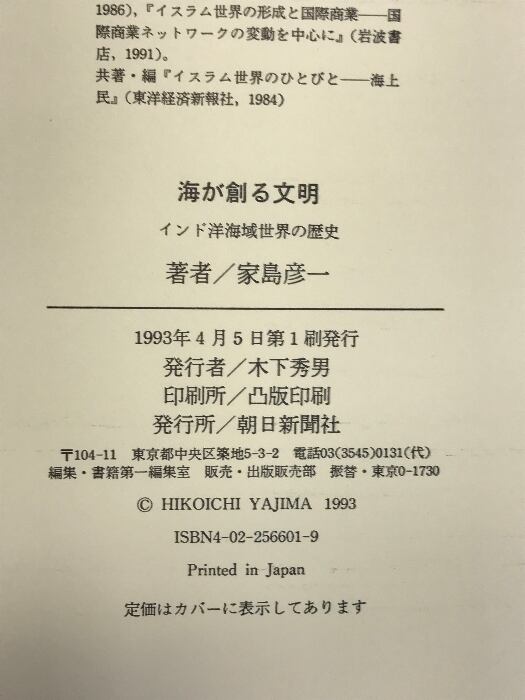 1986)，『イスラム世界の形成と国際商業――国
際商業ネットワークの変動を中心に』(岩波書
店，1991)。
共著・編『イスラム世界のひとびと――海上
民』(東洋経済新報社，1984)
海が創る文明
インド洋海域世界の歴史
著者／家島彦一
1993年4月5日第1刷発行
発行者／木下秀男
印刷所／凸版印刷
発行所／朝日新聞社
〒104-11 東京都中央区築地5-3-2 電話03(3545)0131(代)
編集・書籍第一編集室 販売・出版販売部 振替・東京0-1730
© HIKOICHI YAJIMA 1993
ISBN4-02-256601-9
Printed in Japan
定価はカバーに表示してあります